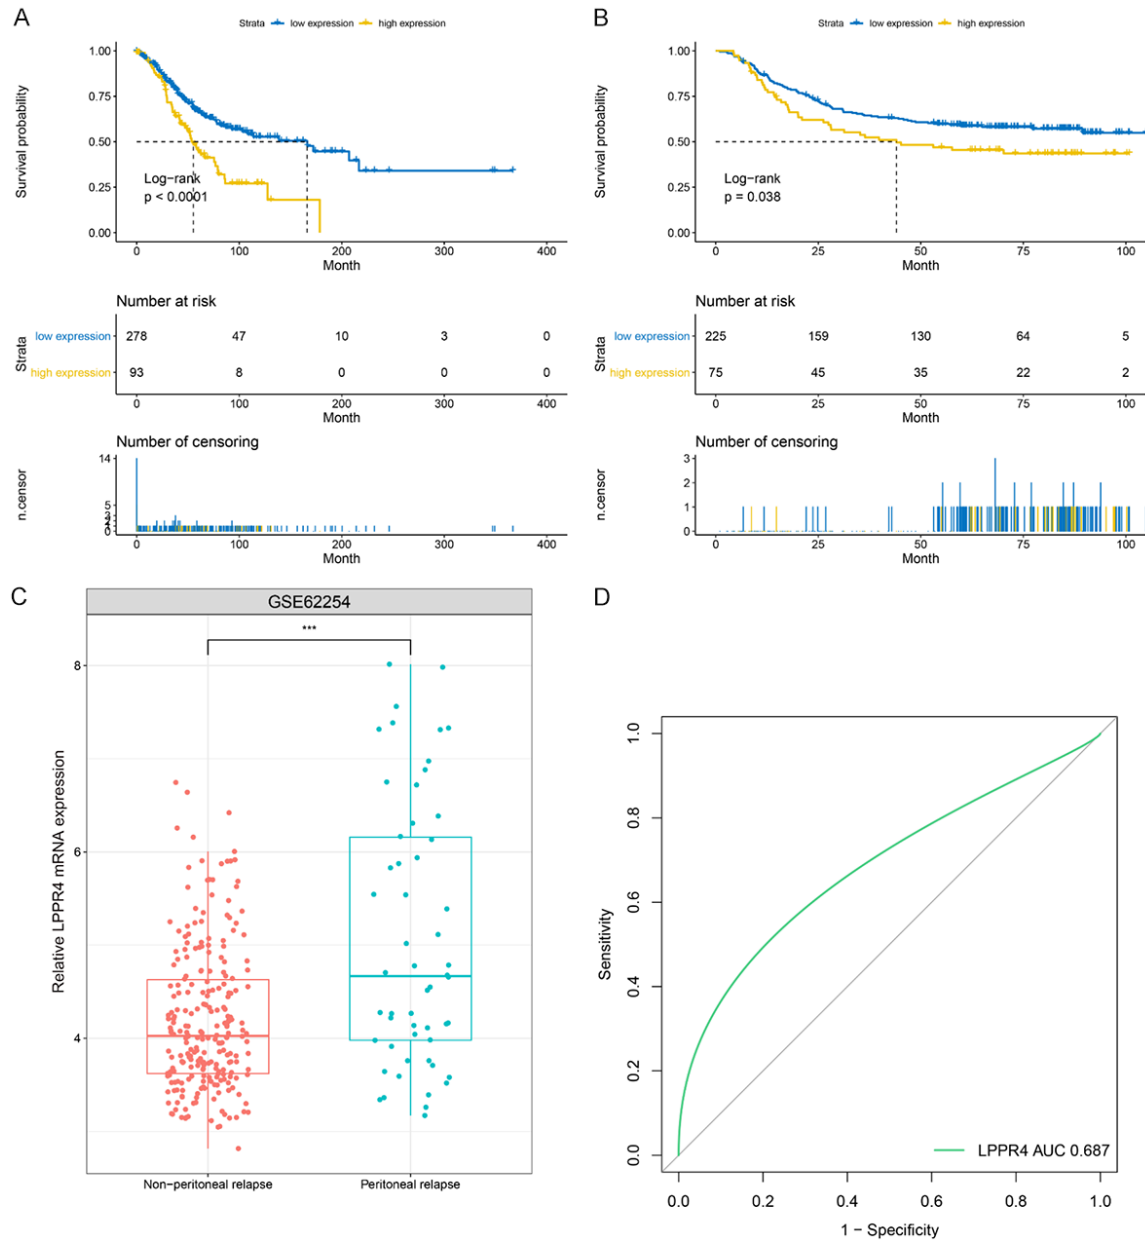 A
Strata low expression high expression
Survival probability
1.00
0.75
0.50
0.25
0.00
Log-rank
p < 0.0001
0 100 200 300 400
Month
Number at risk
Strata
low expression 278 47 10 3 0
high expression 93 8 0 0 0
0 100 200 300 400
Month
Number of censoring
n.censor
14
5
0
0 100 200 300 400
Month
B
Strata low expression high expression
Survival probability
1.00
0.75
0.50
0.25
0.00
Log-rank
p = 0.038
0 25 50 75 100
Month
Number at risk
Strata
low expression 225 159 130 64 5
high expression 75 45 35 22 2
0 25 50 75 100
Month
Number of censoring
n.censor
3
2
1
0
0 25 50 75 100
Month
C
GSE62254
***
Relative LPPR4 mRNA expression
8
6
4
Non-peritoneal relapse Peritoneal relapse
D
Sensitivity
1.0
0.8
0.6
0.4
0.2
0.0
LPPR4 AUC 0.687
0.0 0.2 0.4 0.6 0.8 1.0
1 - Specificity